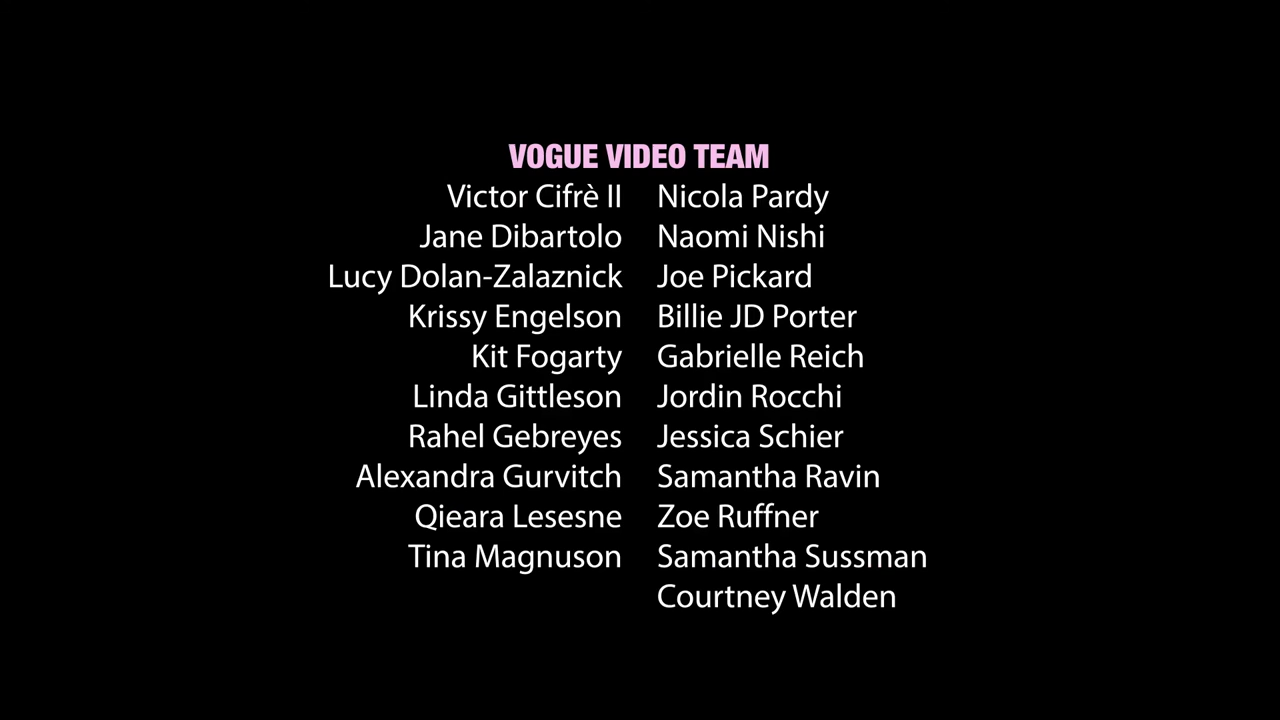 VOGUE VIDEO TEAM
Victor Cifrè II Nicola Pardy
Jane Dibartolo Naomi Nishi
Lucy Dolan-Zalaznick Joe Pickard
Krissy Engelson Billie JD Porter
Kit Fogarty Gabrielle Reich
Linda Gittleson Jordin Rocchi
Rahel Gebreyes Jessica Schier
Alexandra Gurvitch Samantha Ravin
Qieara Lesesne Zoe Ruffner
Tina Magnuson Samantha Sussman
Courtney Walden